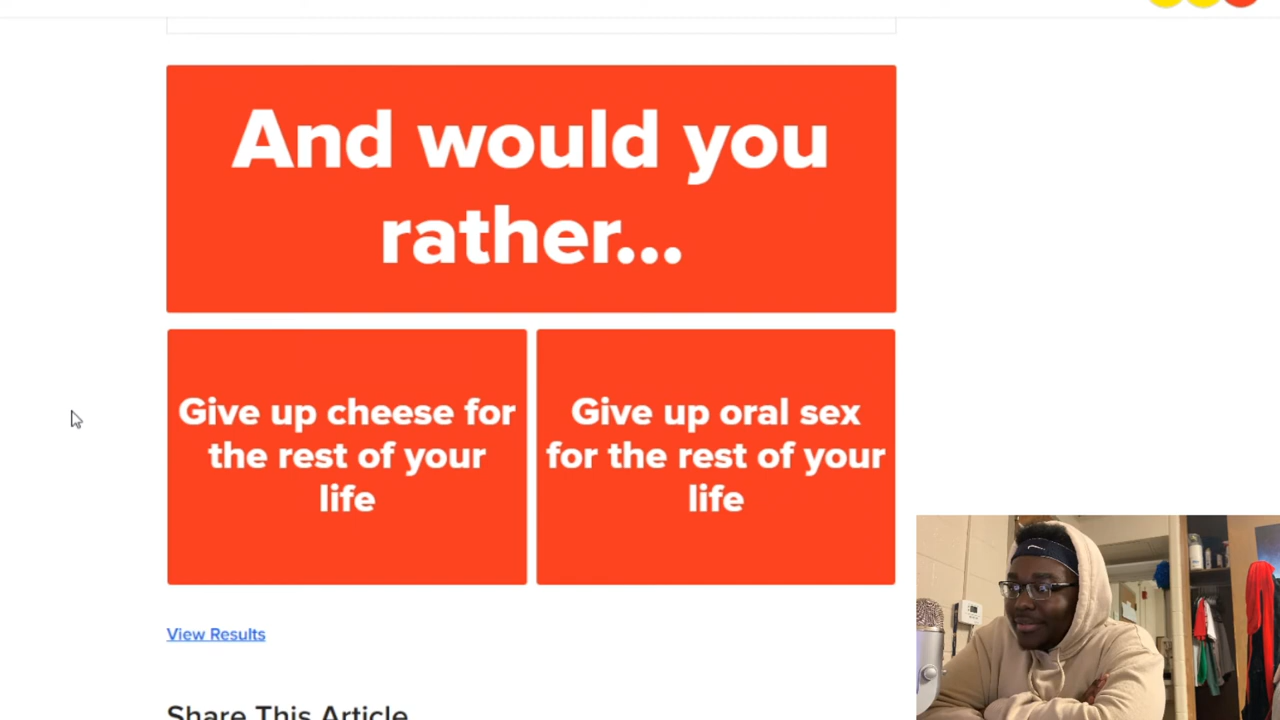 And would you
rather...
Give up cheese for
the rest of your
life
Give up oral sex
for the rest of your
life
View Results
Share This Article